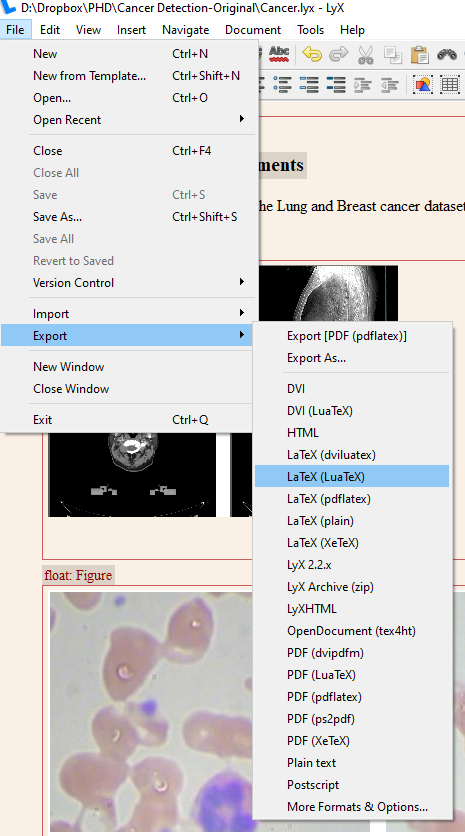 D:\Dropbox\PHD\Cancer Detection-Original\Cancer.lyx - LyX
File Edit View Insert Navigate Document Tools Help
New Ctrl+N
New from Template... Ctrl+Shift+N
Open... Ctrl+O
Open Recent
Close Ctrl+F4
Close All
Save Ctrl+S
Save As... Ctrl+Shift+S
Save All
Revert to Saved
Version Control
Import
Export
New Window
Close Window
Exit Ctrl+Q
Abc
ments
he Lung and Breast cancer dataset
Export [PDF (pdflatex)]
Export As...
DVI
DVI (LuaTeX)
HTML
LaTeX (dviluatex)
LaTeX (LuaTeX)
LaTeX (pdflatex)
LaTeX (plain)
LaTeX (XeTeX)
LyX 2.2.x
LyX Archive (zip)
LyXHTML
OpenDocument (tex4ht)
PDF (dvipdfm)
PDF (LuaTeX)
PDF (pdflatex)
PDF (ps2pdf)
PDF (XeTeX)
Plain text
Postscript
More Formats & Options...
float: Figure